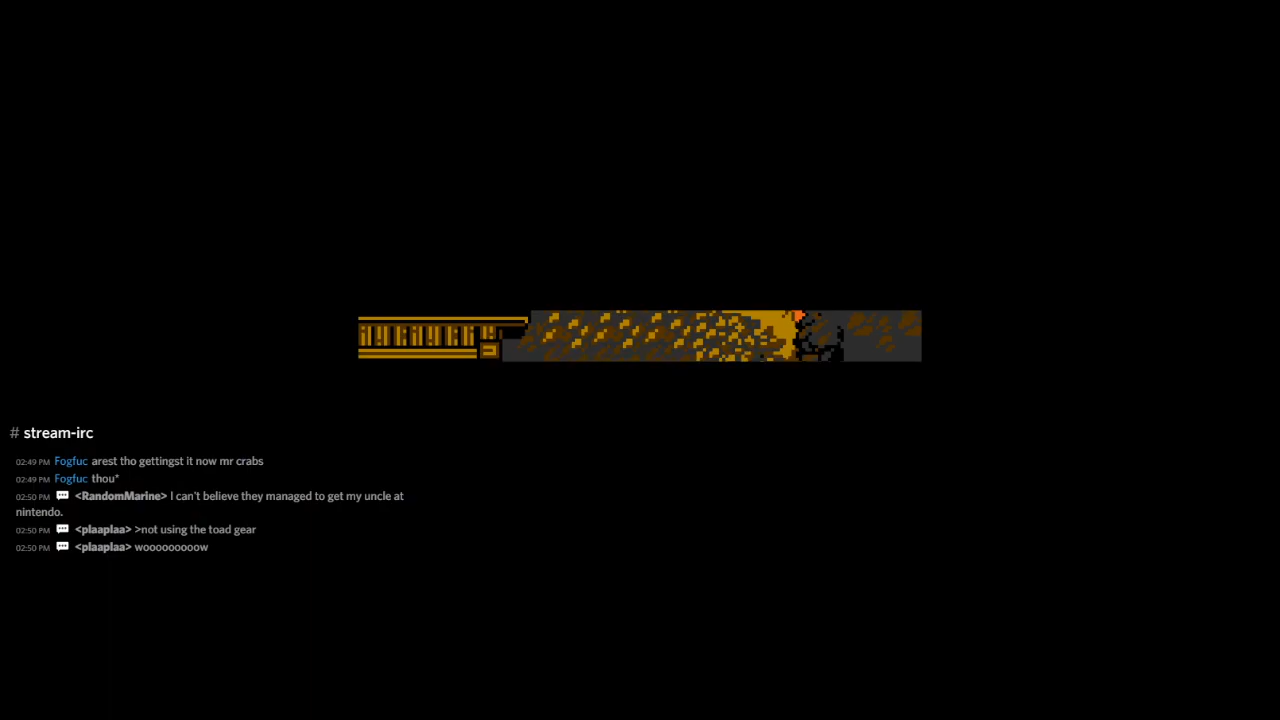 # stream-irc
02:49 PM Fogfuc arest tho gettingst it now mr crabs
02:49 PM Fogfuc thou*
02:50 PM <RandomMarine> I can't believe they managed to get my uncle at
nintendo.
02:50 PM <plaaplaa> >not using the toad gear
02:50 PM <plaaplaa> wooooooooow